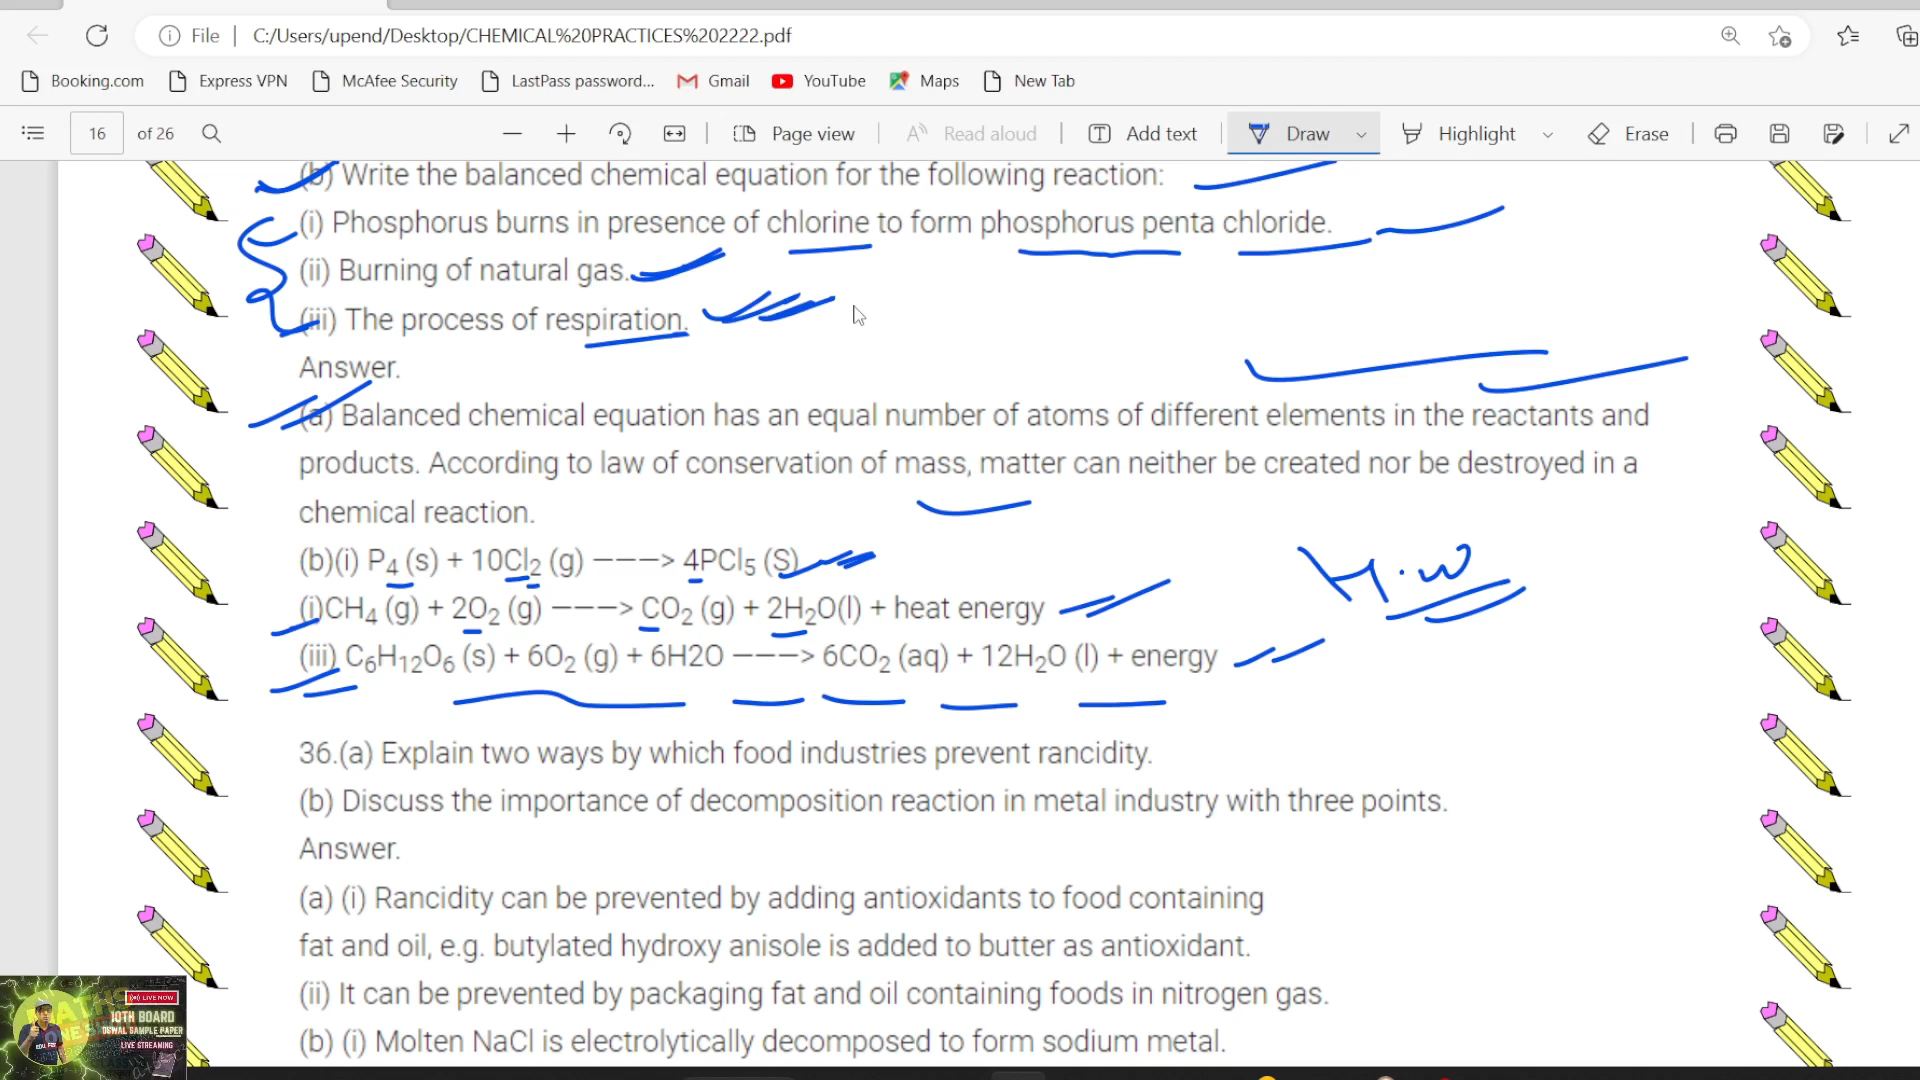 File | C:/Users/upend/Desktop/CHEMICAL%20PRACTICES%202222.pdf
Booking.com Express VPN McAfee Security LastPass password... Gmail YouTube Maps New Tab
16 of 26 Page view Read aloud Add text Draw Highlight Erase
(b) Write the balanced chemical equation for the following reaction:
(i) Phosphorus burns in presence of chlorine to form phosphorus penta chloride.
(ii) Burning of natural gas.
(iii) The process of respiration.
Answer.
(a) Balanced chemical equation has an equal number of atoms of different elements in the reactants and
products. According to law of conservation of mass, matter can neither be created nor be destroyed in a
chemical reaction.
(b)(i) P₄ (s) + 10Cl₂ (g) ———> 4PCl₅ (S)
(i)CH₄ (g) + 2O₂ (g) ———> CO₂ (g) + 2H₂O(l) + heat energy
H.W
(iii) C₆H₁₂O₆ (s) + 6O₂ (g) + 6H2O ———> 6CO₂ (aq) + 12H₂O (l) + energy
36.(a) Explain two ways by which food industries prevent rancidity.
(b) Discuss the importance of decomposition reaction in metal industry with three points.
Answer.
(a) (i) Rancidity can be prevented by adding antioxidants to food containing
fat and oil, e.g. butylated hydroxy anisole is added to butter as antioxidant.
(ii) It can be prevented by packaging fat and oil containing foods in nitrogen gas.
(b) (i) Molten NaCl is electrolytically decomposed to form sodium metal.
LIVE NOW
10TH BOARD
OSWAL SAMPLE PAPER
LIVE STREAMING